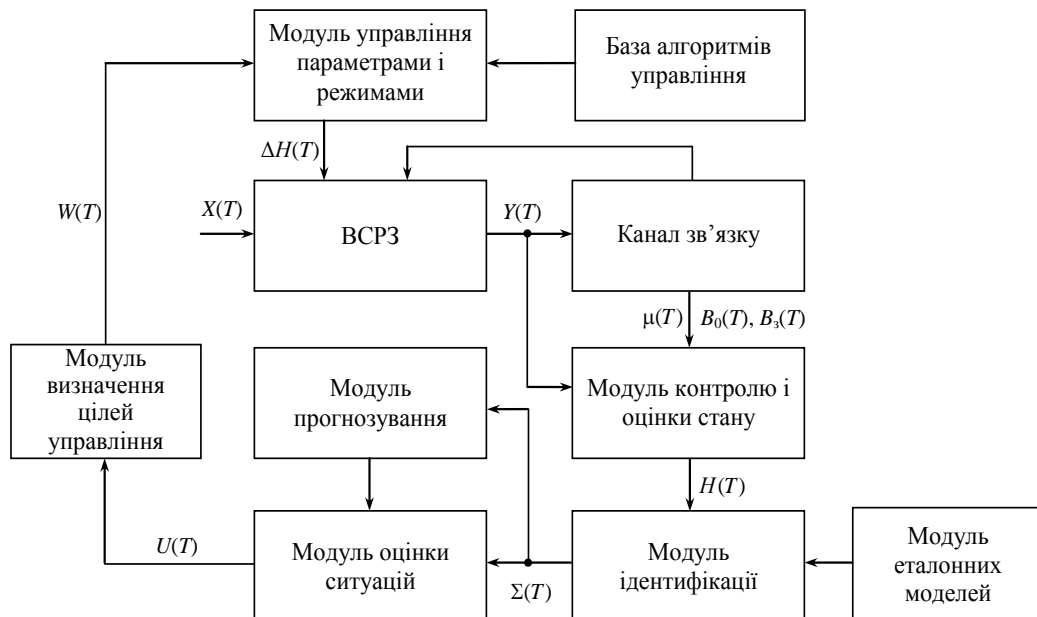 Модуль управління
параметрами і
режимами
База алгоритмів
управління
ΔH(T)
W(T)
X(T)
ВСРЗ
Y(T)
Канал зв’язку
μ(T)
B₀(T), Bз(T)
Модуль
визначення
цілей
управління
Модуль
прогнозування
Модуль контролю і
оцінки стану
H(T)
U(T)
Модуль оцінки
ситуацій
Σ(T)
Модуль
ідентифікації
Модуль
еталонних
моделей